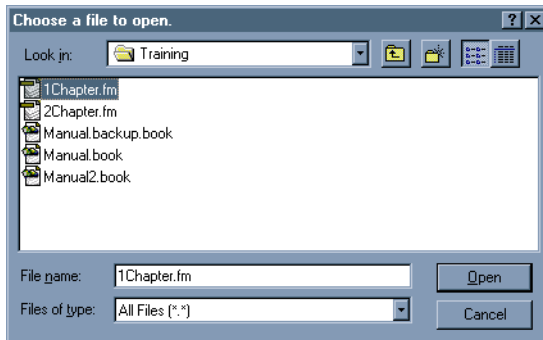 Choose a file to open.
Look in: Training
1Chapter.fm
2Chapter.fm
Manual.backup.book
Manual.book
Manual2.book
File name: 1Chapter.fm Open
Files of type: All Files (*.*) Cancel